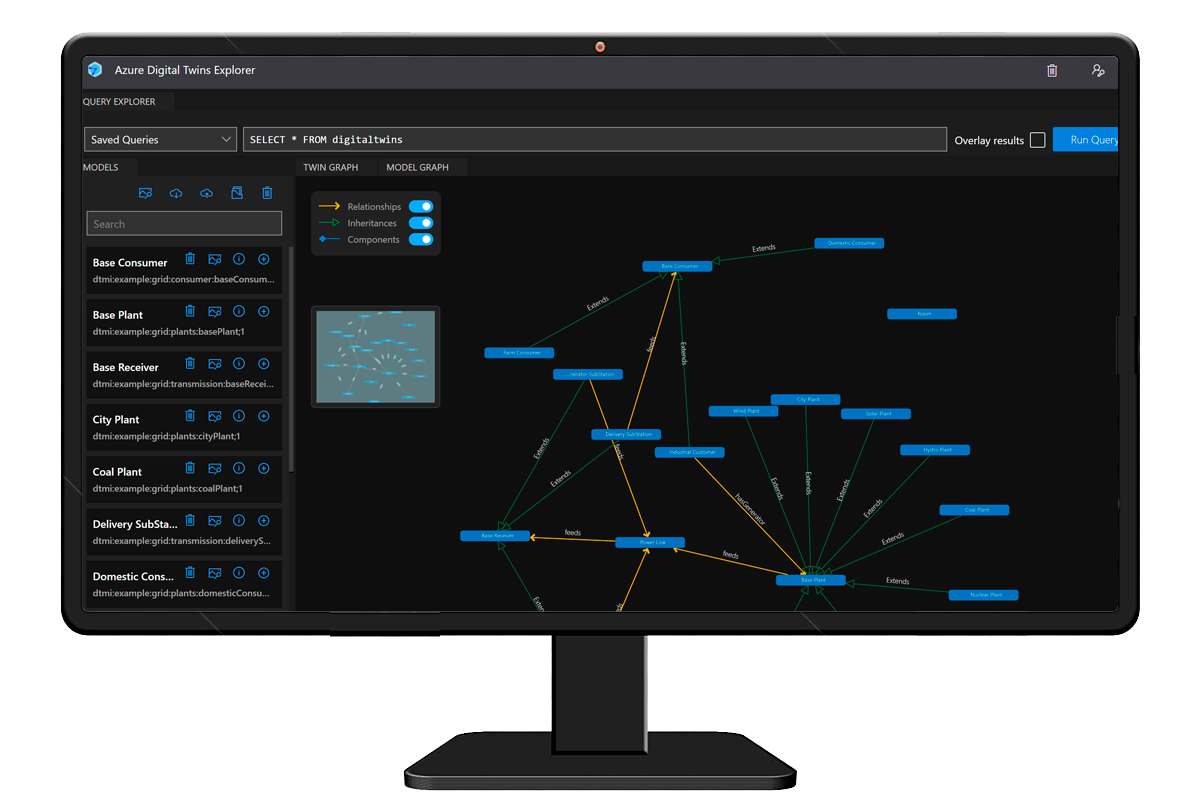 Azure Digital Twins Explorer
QUERY EXPLORER
Saved Queries
SELECT * FROM digitaltwins
Overlay results
Run Query
MODELS
TWIN GRAPH
MODEL GRAPH
Search
Base Consumer
dtmi:example:grid:consumer:baseConsum...
Base Plant
dtmi:example:grid:plants:basePlant;1
Base Receiver
dtmi:example:grid:transmission:baseRecei...
City Plant
dtmi:example:grid:plants:cityPlant;1
Coal Plant
dtmi:example:grid:plants:coalPlant;1
Delivery SubSta...
dtmi:example:grid:transmission:deliveryS...
Domestic Cons...
dtmi:example:grid:plants:domesticConsu...
Relationships
Inheritances
Components
Domestic Consumer
Extends
Base Consumer
Extends
Room
feeds
Extends
Farm Consumer
...nerator SubStation
City Plant
Wind Plant
Solar Plant
Delivery SubStation
Extends
feeds
Industrial Customer
Hydro Plant
Extends
Extends
Extends
Extends
hasGenerator
Extends
Coal Plant
Base Receiver
feeds
Power Line
Extends
feeds
Base Plant
Extends
Nuclear Plant